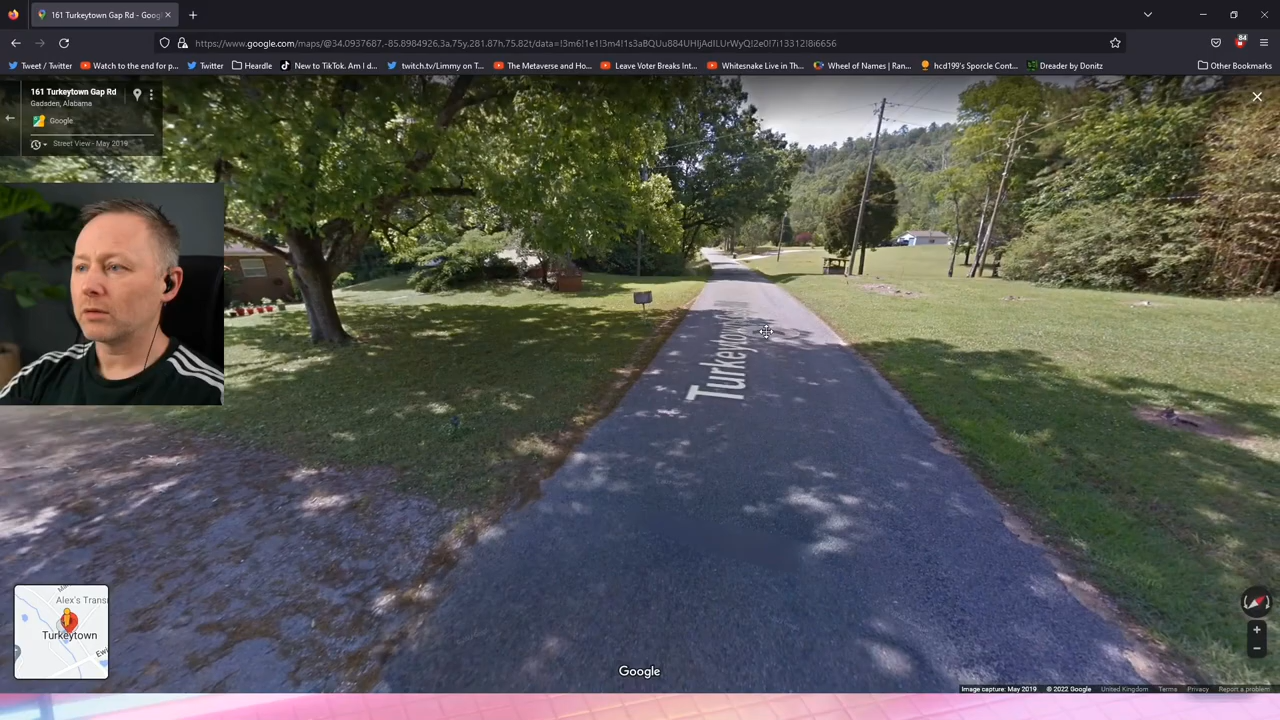 161 Turkeytown Gap Rd - Goog
https://www.google.com/maps/@34.0937687,-85.8984926,3a,75y,281.87h,75.82t/data=!3m6!1e1!3m4!1s3aBQUu884UHIjAdILUrWyQ!2e0!7i13312!8i6656
84
Tweet / Twitter
Watch to the end for p...
Twitter
Heardle
New to TikTok. Am I d...
twitch.tv/Limmy on T...
The Metaverse and Ho...
Leave Voter Breaks Int...
Whitesnake Live in Th...
Wheel of Names | Ran...
hcd199's Sporcle Cont...
Dreader by Donitz
Other Bookmarks
161 Turkeytown Gap Rd
Gadsden, Alabama
Google
Street View - May 2019
Alex's Trans
Turkeytown
Google
Image capture: May 2019
© 2022 Google
United Kingdom
Terms
Privacy
Report a problem